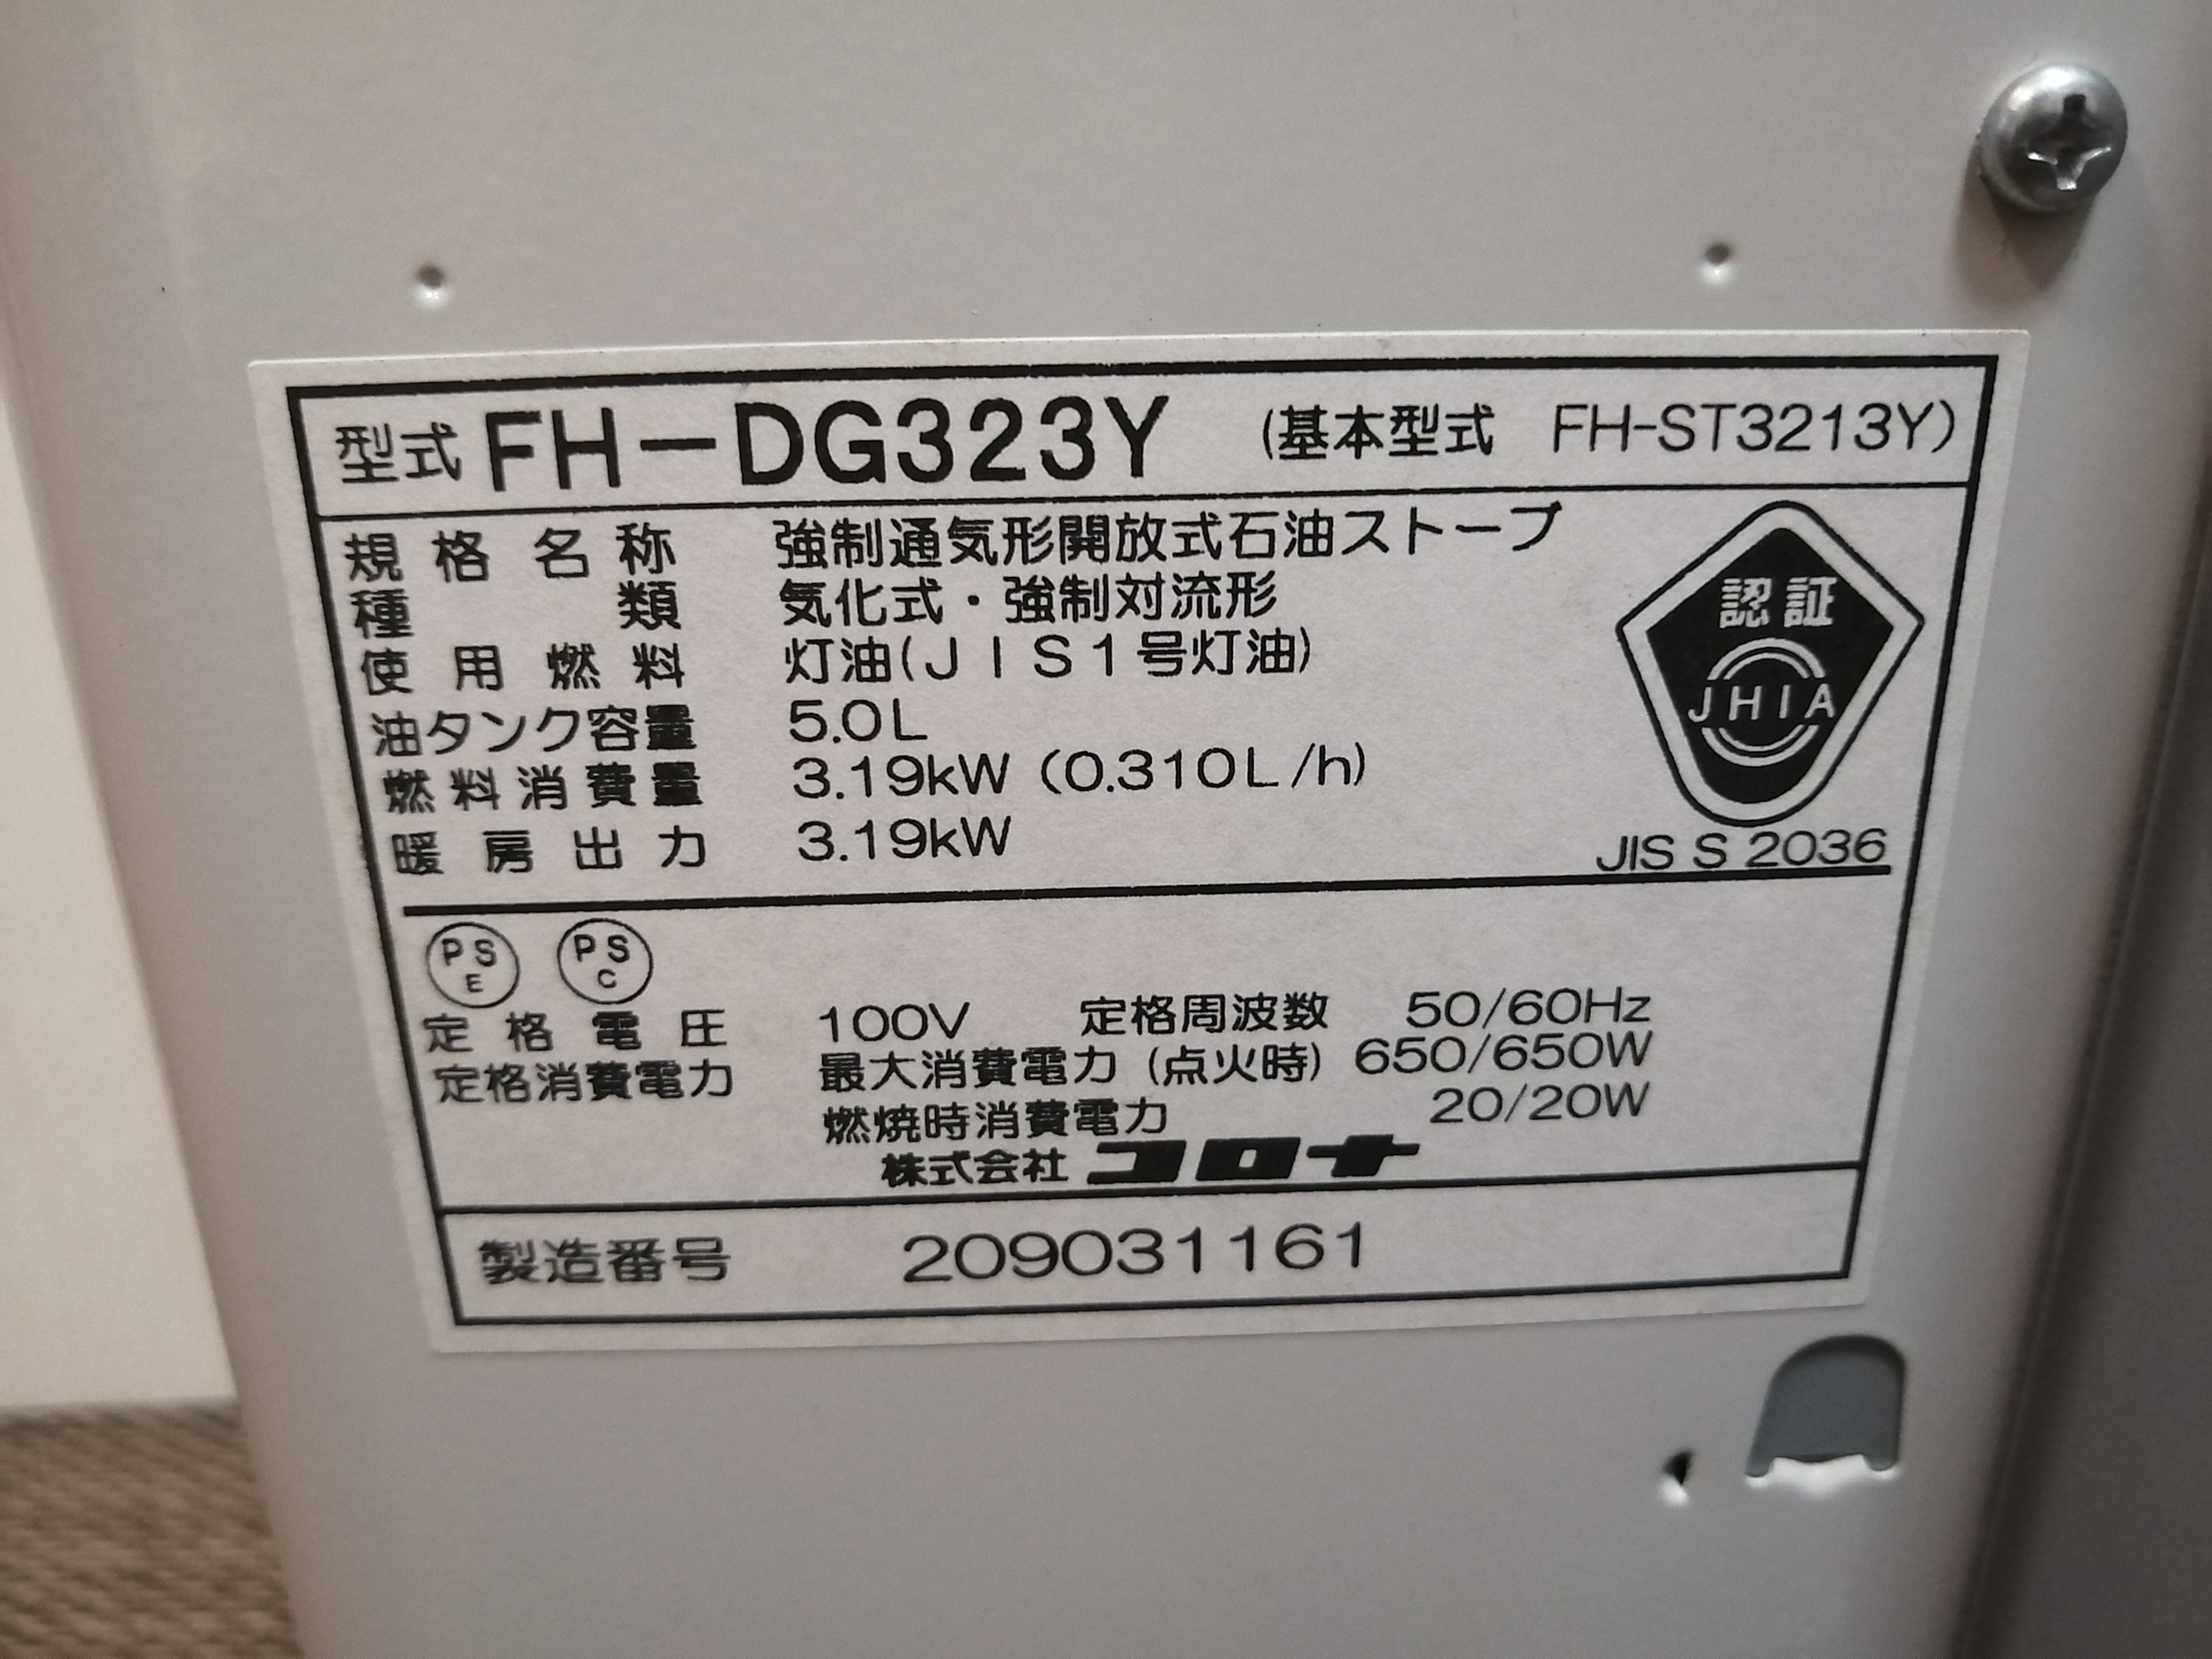 型式 FH-DG323Y (基本型式 FH-ST3213Y)
規格名称 強制通気形開放式石油ストーブ
種類 気化式・強制対流形
使用燃料 灯油(JIS1号灯油)
油タンク容量 5.0L
燃料消費量 3.19kW (0.310L/h)
暖房出力 3.19kW
認証
JHIA
JIS S 2036
PS E PS C
定格電圧 100V 定格周波数 50/60Hz
定格消費電力 最大消費電力 (点火時) 650/650W
燃焼時消費電力 20/20W
株式会社 コロナ
製造番号 209031161